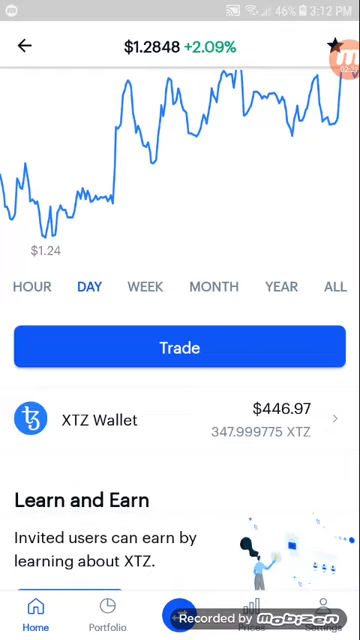 46% 3:12 PM
$1.2848 +2.09%
$1.24
HOUR DAY WEEK MONTH YEAR ALL
Trade
XTZ Wallet
$446.97
347.999775 XTZ
Learn and Earn
Invited users can earn by
learning about XTZ.
Home Portfolio Prices Settings
Recorded by mobizen